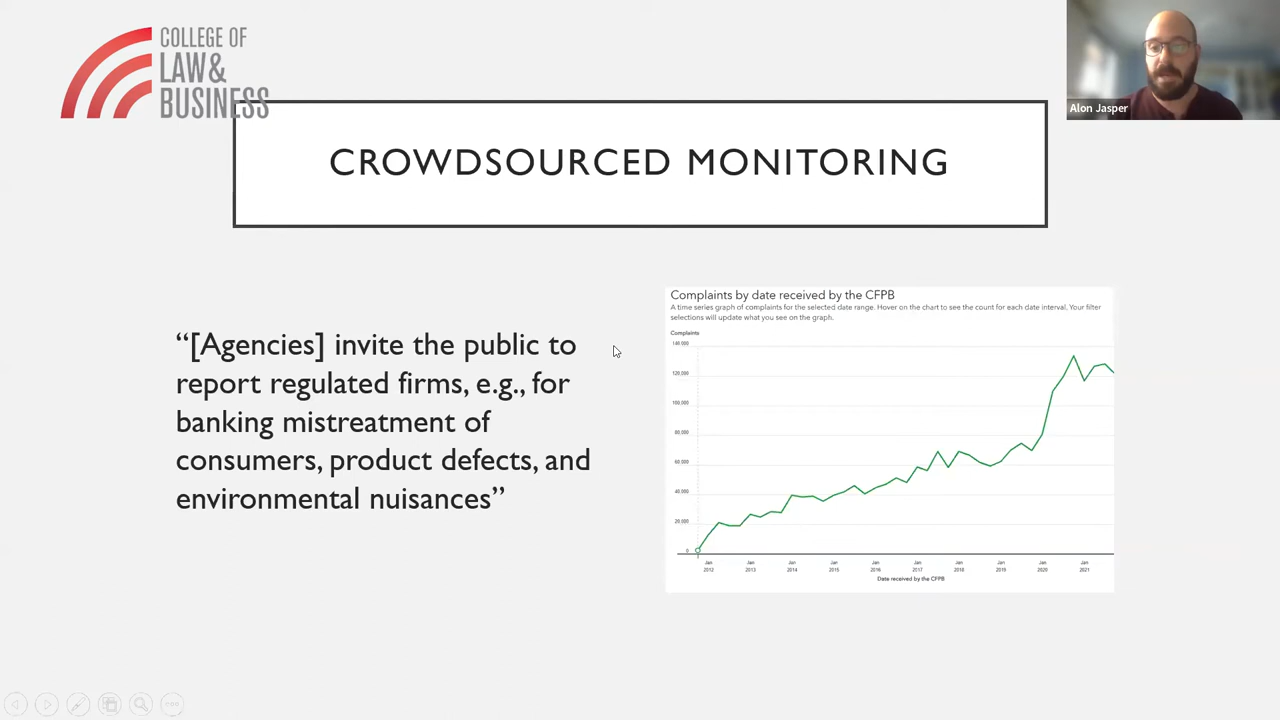 COLLEGE OF
LAW&
BUSINESS
Alon Jasper
CROWDSOURCED MONITORING
“[Agencies] invite the public to
report regulated firms, e.g., for
banking mistreatment of
consumers, product defects, and
environmental nuisances”
Complaints by date received by the CFPB
A time series graph of complaints for the selected date range. Hover on the chart to see the count for each date interval. Your filter
selections will update what you see on the graph.
Complaints
140,000
120,000
100,000
80,000
60,000
40,000
20,000
0
Jan Jan Jan Jan Jan Jan Jan Jan Jan Jan
2012 2013 2014 2015 2016 2017 2018 2019 2020 2021
Date received by the CFPB